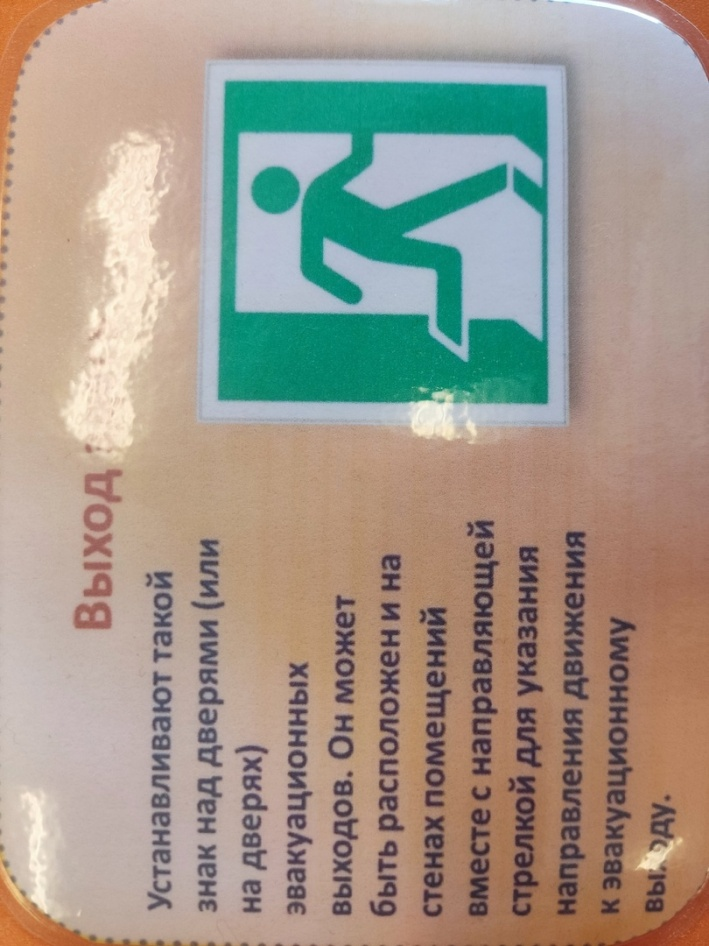 Выход
Устанавливают такой
знак над дверями (или
на дверях)
эвакуационных
выходов. Он может
быть расположен и на
стенах помещений
вместе с направляющей
стрелкой для указания
направления движения
к эвакуационному
выходу.